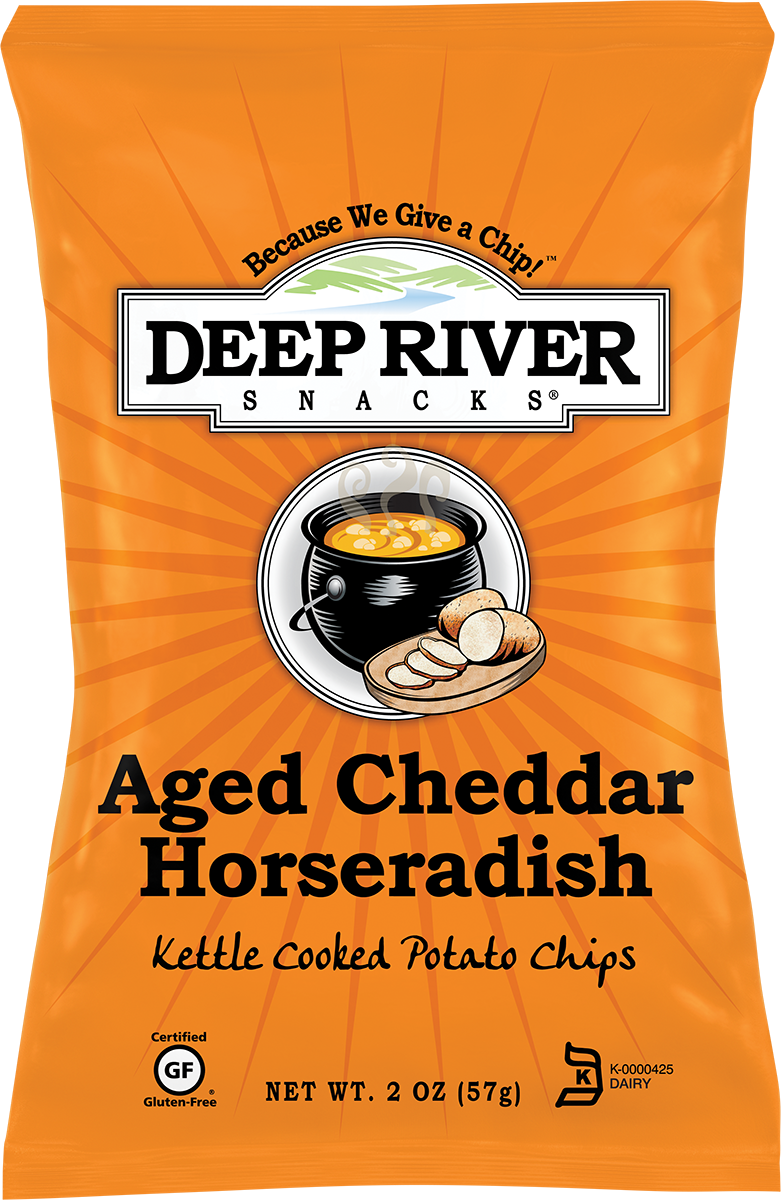 Because We Give a Chip!™
DEEP RIVER
SNACKS®
Aged Cheddar
Horseradish
Kettle Cooked Potato Chips
Certified
GF
®
Gluten-Free
NET WT. 2 OZ (57g)
K
K-0000425
DAIRY